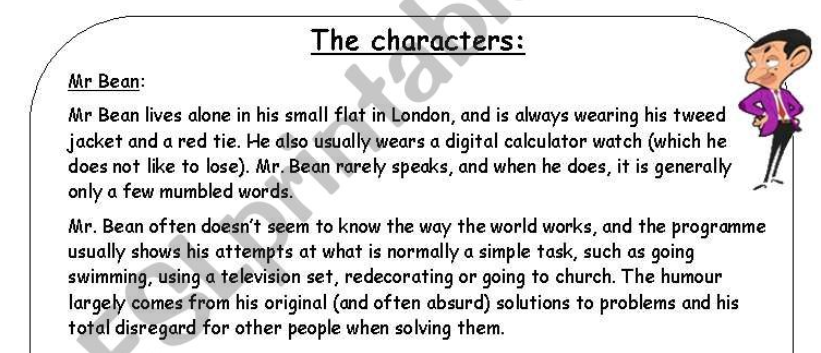 The characters:
Mr Bean:
Mr Bean lives alone in his small flat in London, and is always wearing his tweed
jacket and a red tie. He also usually wears a digital calculator watch (which he
does not like to lose). Mr. Bean rarely speaks, and when he does, it is generally
only a few mumbled words.
Mr. Bean often doesn't seem to know the way the world works, and the programme
usually shows his attempts at what is normally a simple task, such as going
swimming, using a television set, redecorating or going to church. The humour
largely comes from his original (and often absurd) solutions to problems and his
total disregard for other people when solving them.
ESLprintabl